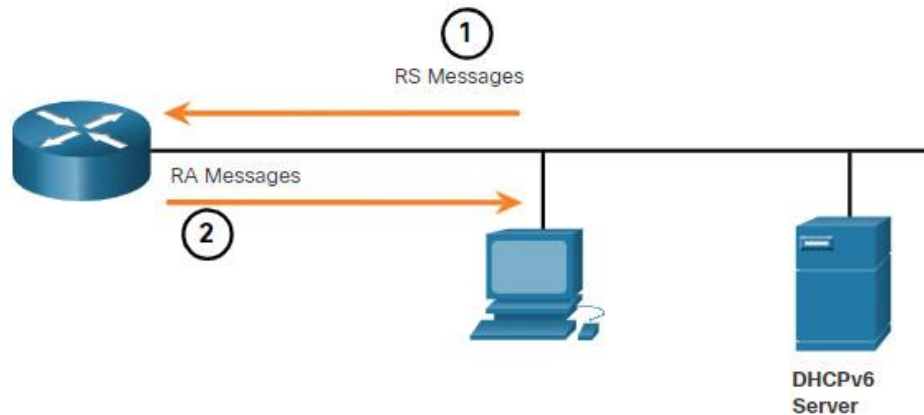 1
RS Messages
RA Messages
2
DHCPv6
Server